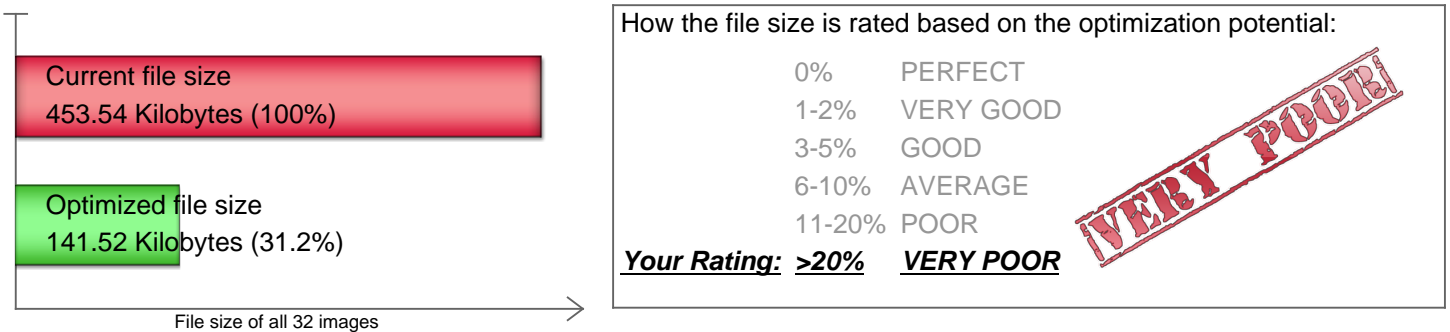 Current file size
453.54 Kilobytes (100%)
Optimized file size
141.52 Kilobytes (31.2%)
File size of all 32 images
How the file size is rated based on the optimization potential:
0% PERFECT
1-2% VERY GOOD
3-5% GOOD
6-10% AVERAGE
11-20% POOR
Your Rating: >20% VERY POOR
VERY POOR